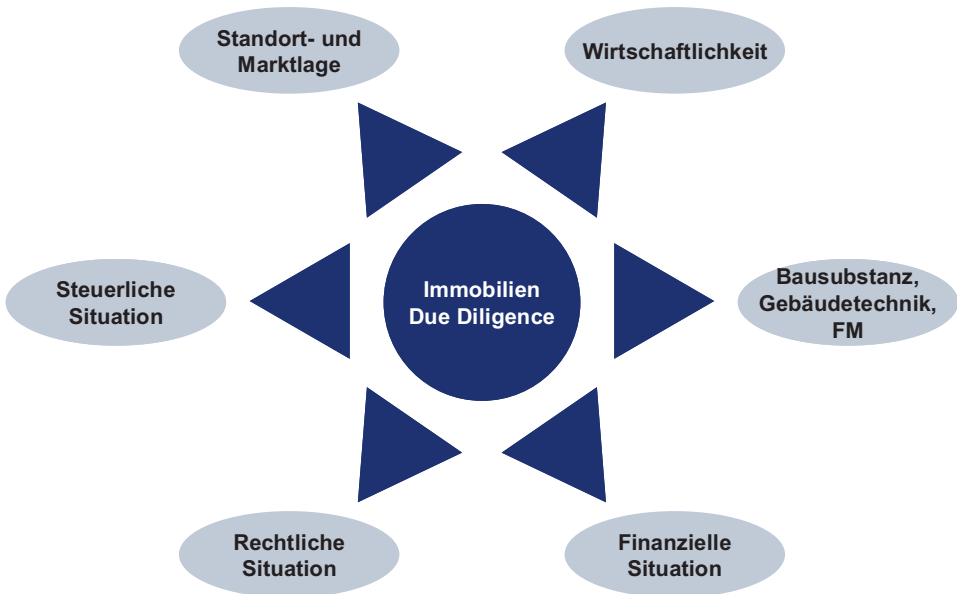 Standort- und
Marktlage
Wirtschaftlichkeit
Steuerliche
Situation
Immobilien
Due Diligence
Bausubstanz,
Gebäudetechnik,
FM
Rechtliche
Situation
Finanzielle
Situation